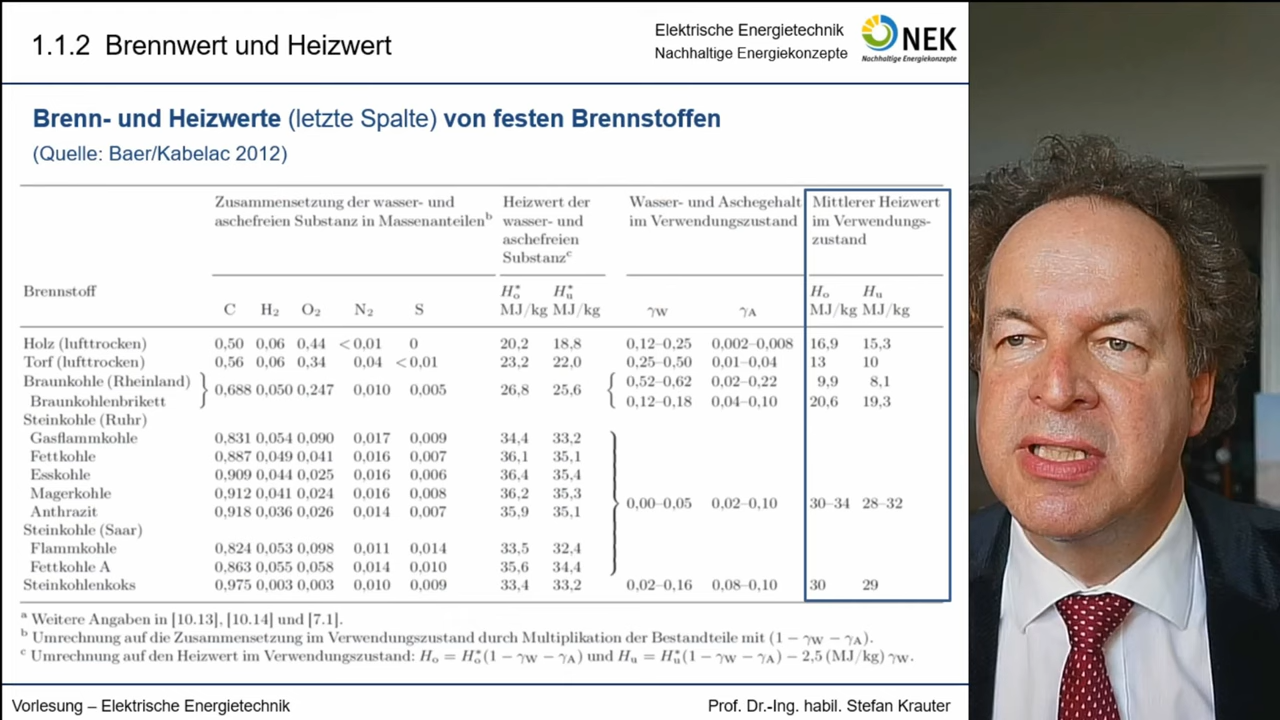 1.1.2 Brennwert und Heizwert
Elektrische Energietechnik
Nachhaltige Energiekonzepte
NEK
Nachhaltige Energiekonzepte
Brenn- und Heizwerte (letzte Spalte) von festen Brennstoffen
(Quelle: Baer/Kabelac 2012)
Zusammensetzung der wasser- und Heizwert der Wasser- und Aschegehalt Mittlerer Heizwert
aschefreien Substanz in Massenanteilenᵇ wasser- und im Verwendungszustand im Verwendungs-
aschefreien zustand
Substanzᶜ
Brennstoff H*ₒ H*ᵤ Hₒ Hᵤ
C H₂ O₂ N₂ S MJ/kg MJ/kg γW γA MJ/kg MJ/kg
Holz (lufttrocken) 0,50 0,06 0,44 <0,01 0 20,2 18,8 0,12–0,25 0,002–0,008 16,9 15,3
Torf (lufttrocken) 0,56 0,06 0,34 0,04 <0,01 23,2 22,0 0,25–0,50 0,01–0,04 13 10
Braunkohle (Rheinland) 0,52–0,62 0,02–0,22 9,9 8,1
0,688 0,050 0,247 0,010 0,005 26,8 25,6
Braunkohlenbrikett 0,12–0,18 0,04–0,10 20,6 19,3
Steinkohle (Ruhr)
Gasflammkohle 0,831 0,054 0,090 0,017 0,009 34,4 33,2
Fettkohle 0,887 0,049 0,041 0,016 0,007 36,1 35,1
Esskohle 0,909 0,044 0,025 0,016 0,006 36,4 35,4
Magerkohle 0,912 0,041 0,024 0,016 0,008 36,2 35,3
Anthrazit 0,918 0,036 0,026 0,014 0,007 35,9 35,1 0,00–0,05 0,02–0,10 30–34 28–32
Steinkohle (Saar)
Flammkohle 0,824 0,053 0,098 0,011 0,014 33,5 32,4
Fettkohle A 0,863 0,055 0,058 0,014 0,010 35,6 34,4
Steinkohlenkoks 0,975 0,003 0,003 0,010 0,009 33,4 33,2 0,02–0,16 0,08–0,10 30 29
ᵃ Weitere Angaben in [10.13], [10.14] und [7.1].
ᵇ Umrechnung auf die Zusammensetzung im Verwendungszustand durch Multiplikation der Bestandteile mit (1 − γW − γA).
ᶜ Umrechnung auf den Heizwert im Verwendungszustand: Hₒ = H*ₒ(1 − γW − γA) und Hᵤ = H*ᵤ(1 − γW − γA) − 2,5 (MJ/kg) γW.
Vorlesung – Elektrische Energietechnik
Prof. Dr.-Ing. habil. Stefan Krauter